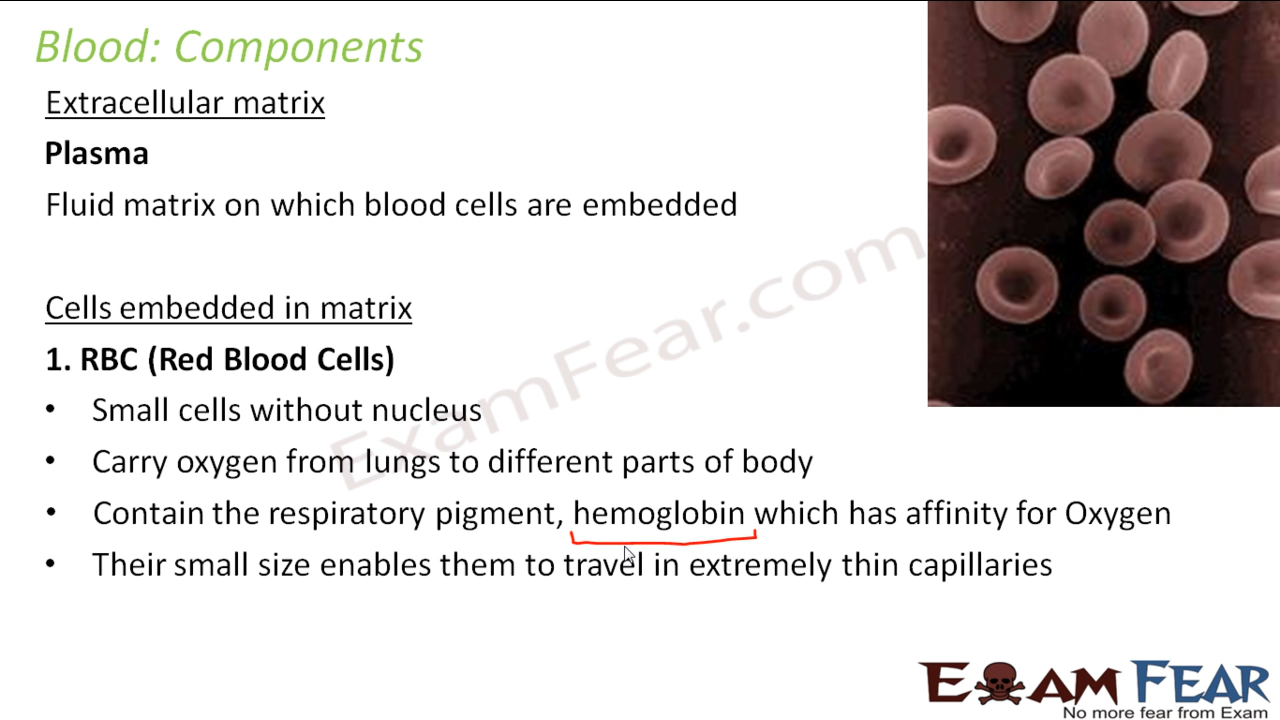 Blood: Components
Extracellular matrix
Plasma
Fluid matrix on which blood cells are embedded
Cells embedded in matrix
1. RBC (Red Blood Cells)
• Small cells without nucleus
• Carry oxygen from lungs to different parts of body
• Contain the respiratory pigment, hemoglobin which has affinity for Oxygen
• Their small size enables them to travel in extremely thin capillaries
ExamFear.com
EXAM FEAR
No more fear from Exam